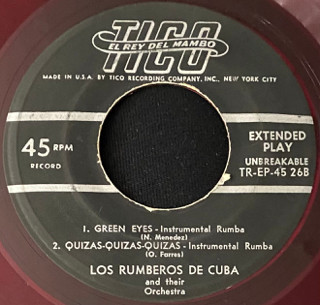 TICO
EL REY DEL MAMBO
MADE IN U.S.A. BY TICO RECORDING COMPANY, INC., NEW YORK CITY
45 RPM
RECORD
EXTENDED
PLAY
UNBREAKABLE
TR-EP-45 26B
1. GREEN EYES - Instrumental Rumba
(N. Menedez)
2. QUIZAS-QUIZAS-QUIZAS - Instrumental Rumba
(O. Farres)
LOS RUMBEROS DE CUBA
and their
Orchestra